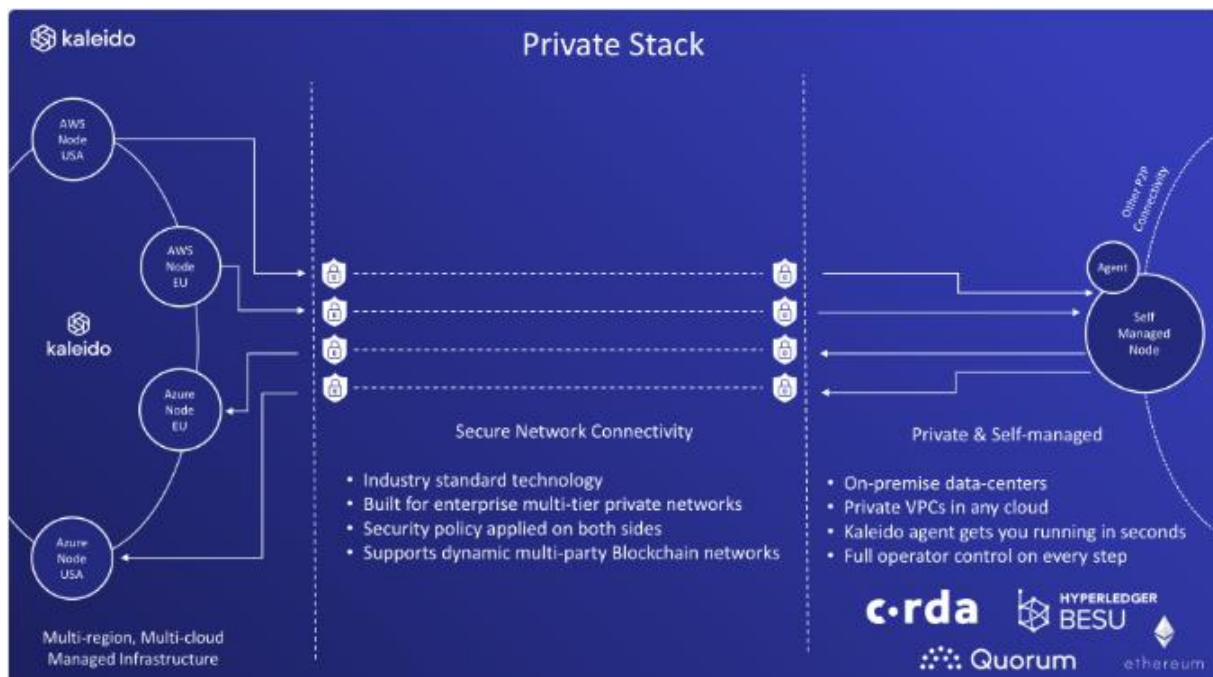 kaleido
Private Stack
AWS
Node
USA
AWS
Node
EU
kaleido
Azure
Node
EU
Azure
Node
USA
Multi-region, Multi-cloud
Managed Infrastructure
Secure Network Connectivity
• Industry standard technology
• Built for enterprise multi-tier private networks
• Security policy applied on both sides
• Supports dynamic multi-party Blockchain networks
Other P2P
Connectivity
Agent
Self
Managed
Node
Private & Self-managed
• On-premise data-centers
• Private VPCs in any cloud
• Kaleido agent gets you running in seconds
• Full operator control on every step
c·rda
HYPERLEDGER
BESU
Quorum
ethereum